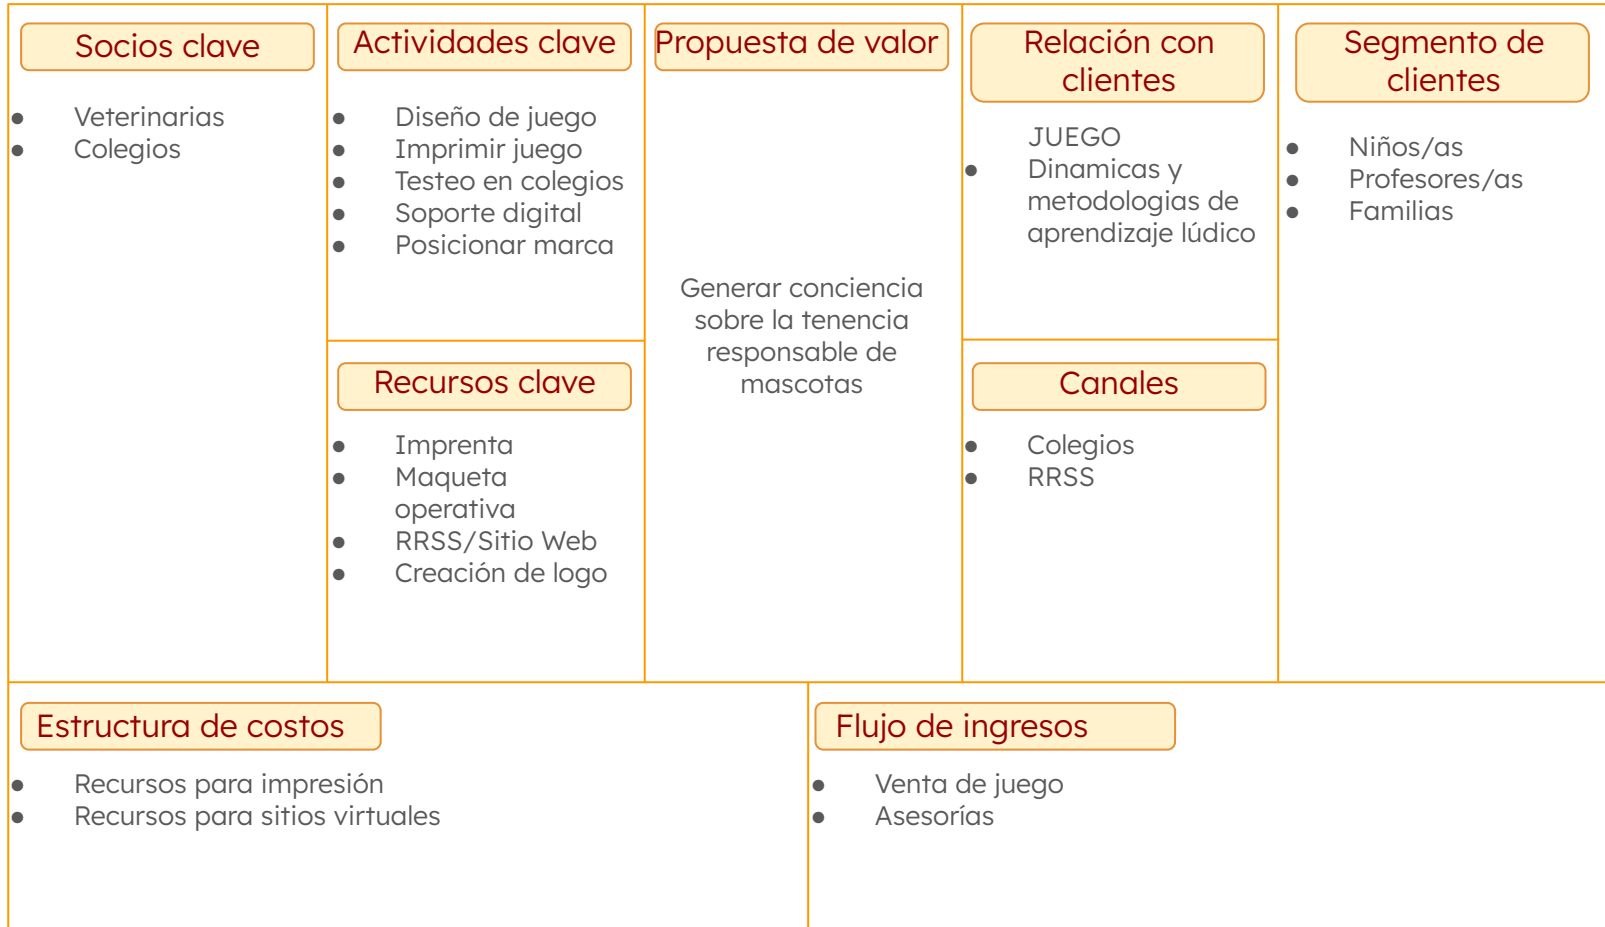 Socios clave
● Veterinarias
● Colegios
Actividades clave
● Diseño de juego
● Imprimir juego
● Testeo en colegios
● Soporte digital
● Posicionar marca
Recursos clave
● Imprenta
● Maqueta
operativa
● RRSS/Sitio Web
● Creación de logo
Propuesta de valor
Generar conciencia
sobre la tenencia
responsable de
mascotas
Relación con
clientes
JUEGO
● Dinamicas y
metodologias de
aprendizaje lúdico
Canales
● Colegios
● RRSS
Segmento de
clientes
● Niños/as
● Profesores/as
● Familias
Estructura de costos
● Recursos para impresión
● Recursos para sitios virtuales
Flujo de ingresos
● Venta de juego
● Asesorías